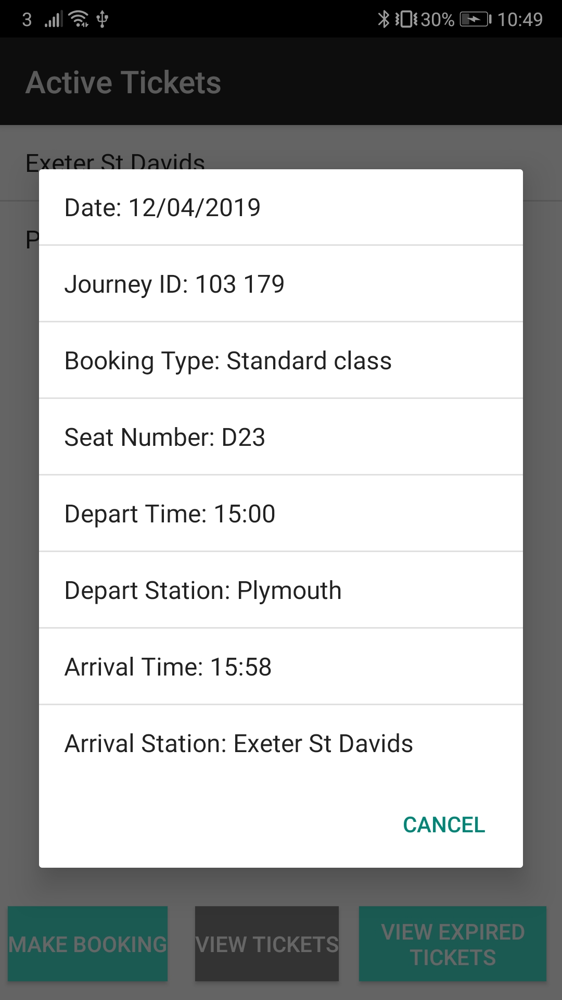 3 30% 10:49
Active Tickets
Exeter St Davids
P
Date: 12/04/2019
Journey ID: 103 179
Booking Type: Standard class
Seat Number: D23
Depart Time: 15:00
Depart Station: Plymouth
Arrival Time: 15:58
Arrival Station: Exeter St Davids
CANCEL
MAKE BOOKING
VIEW TICKETS
VIEW EXPIRED
TICKETS